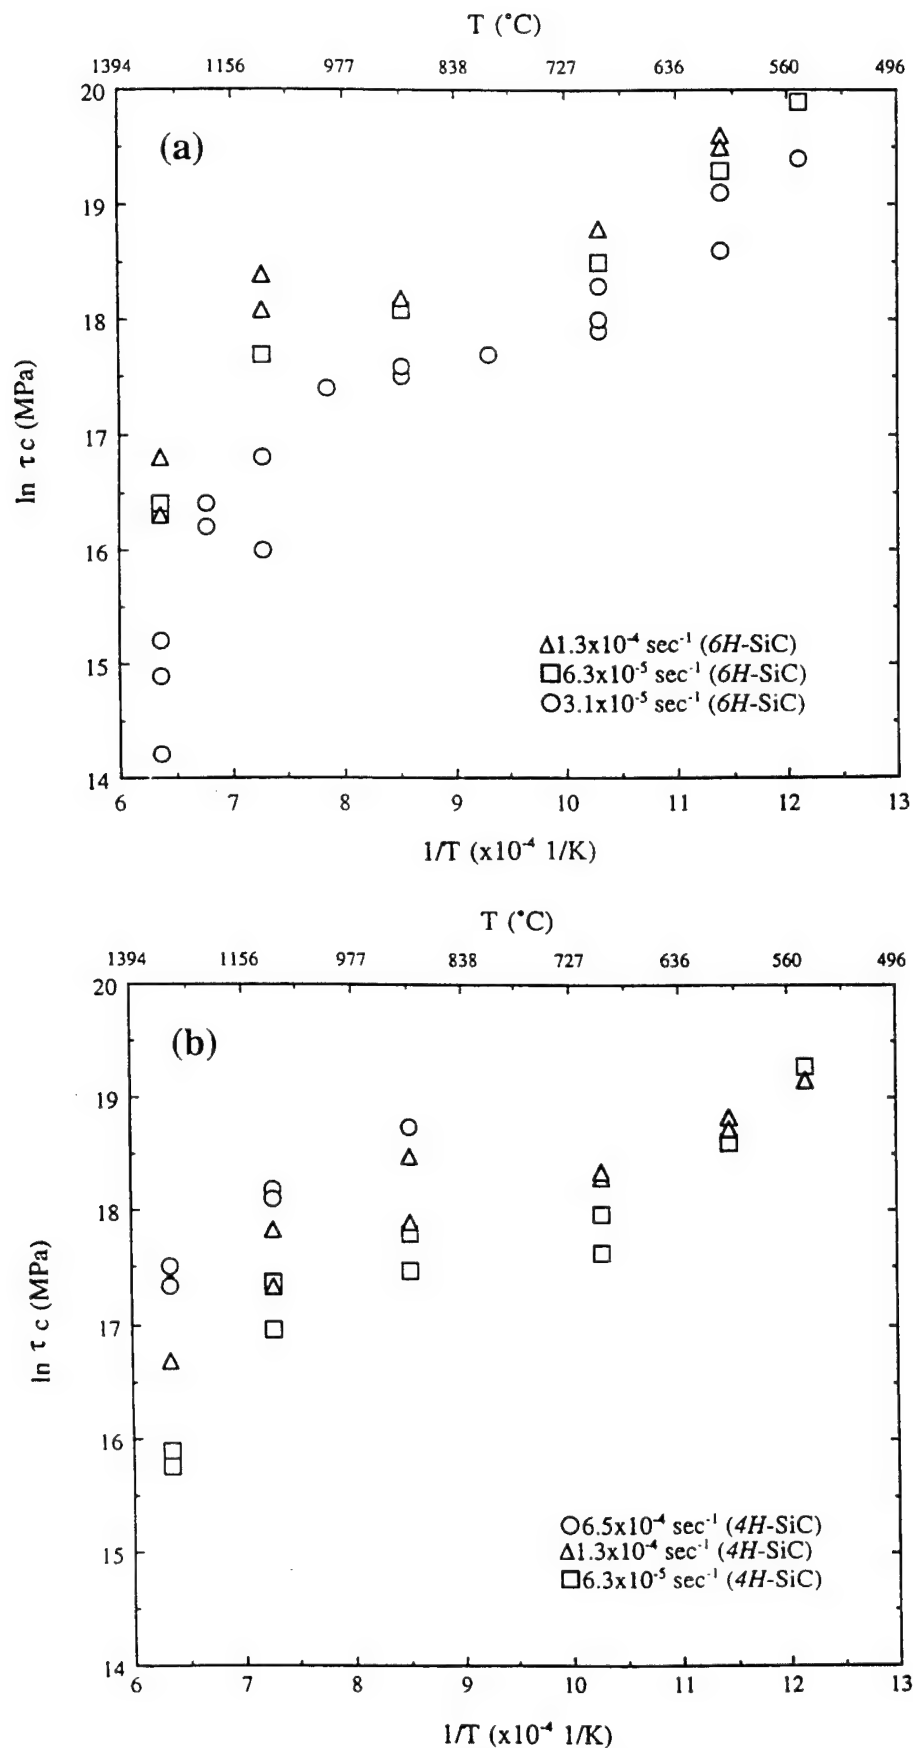 T (°C)
1394 1156 977 838 727 636 560 496
20
(a)
19
18
17
16
15
14
ln τ c (MPa)
△1.3x10⁻⁴ sec⁻¹ (6H-SiC)
□6.3x10⁻⁵ sec⁻¹ (6H-SiC)
○3.1x10⁻⁵ sec⁻¹ (6H-SiC)
6 7 8 9 10 11 12 13
1/T (x10⁻⁴ 1/K)
T (°C)
1394 1156 977 838 727 636 560 496
20
(b)
19
18
17
16
15
14
ln τ c (MPa)
○6.5x10⁻⁴ sec⁻¹ (4H-SiC)
△1.3x10⁻⁴ sec⁻¹ (4H-SiC)
□6.3x10⁻⁵ sec⁻¹ (4H-SiC)
6 7 8 9 10 11 12 13
1/T (x10⁻⁴ 1/K)